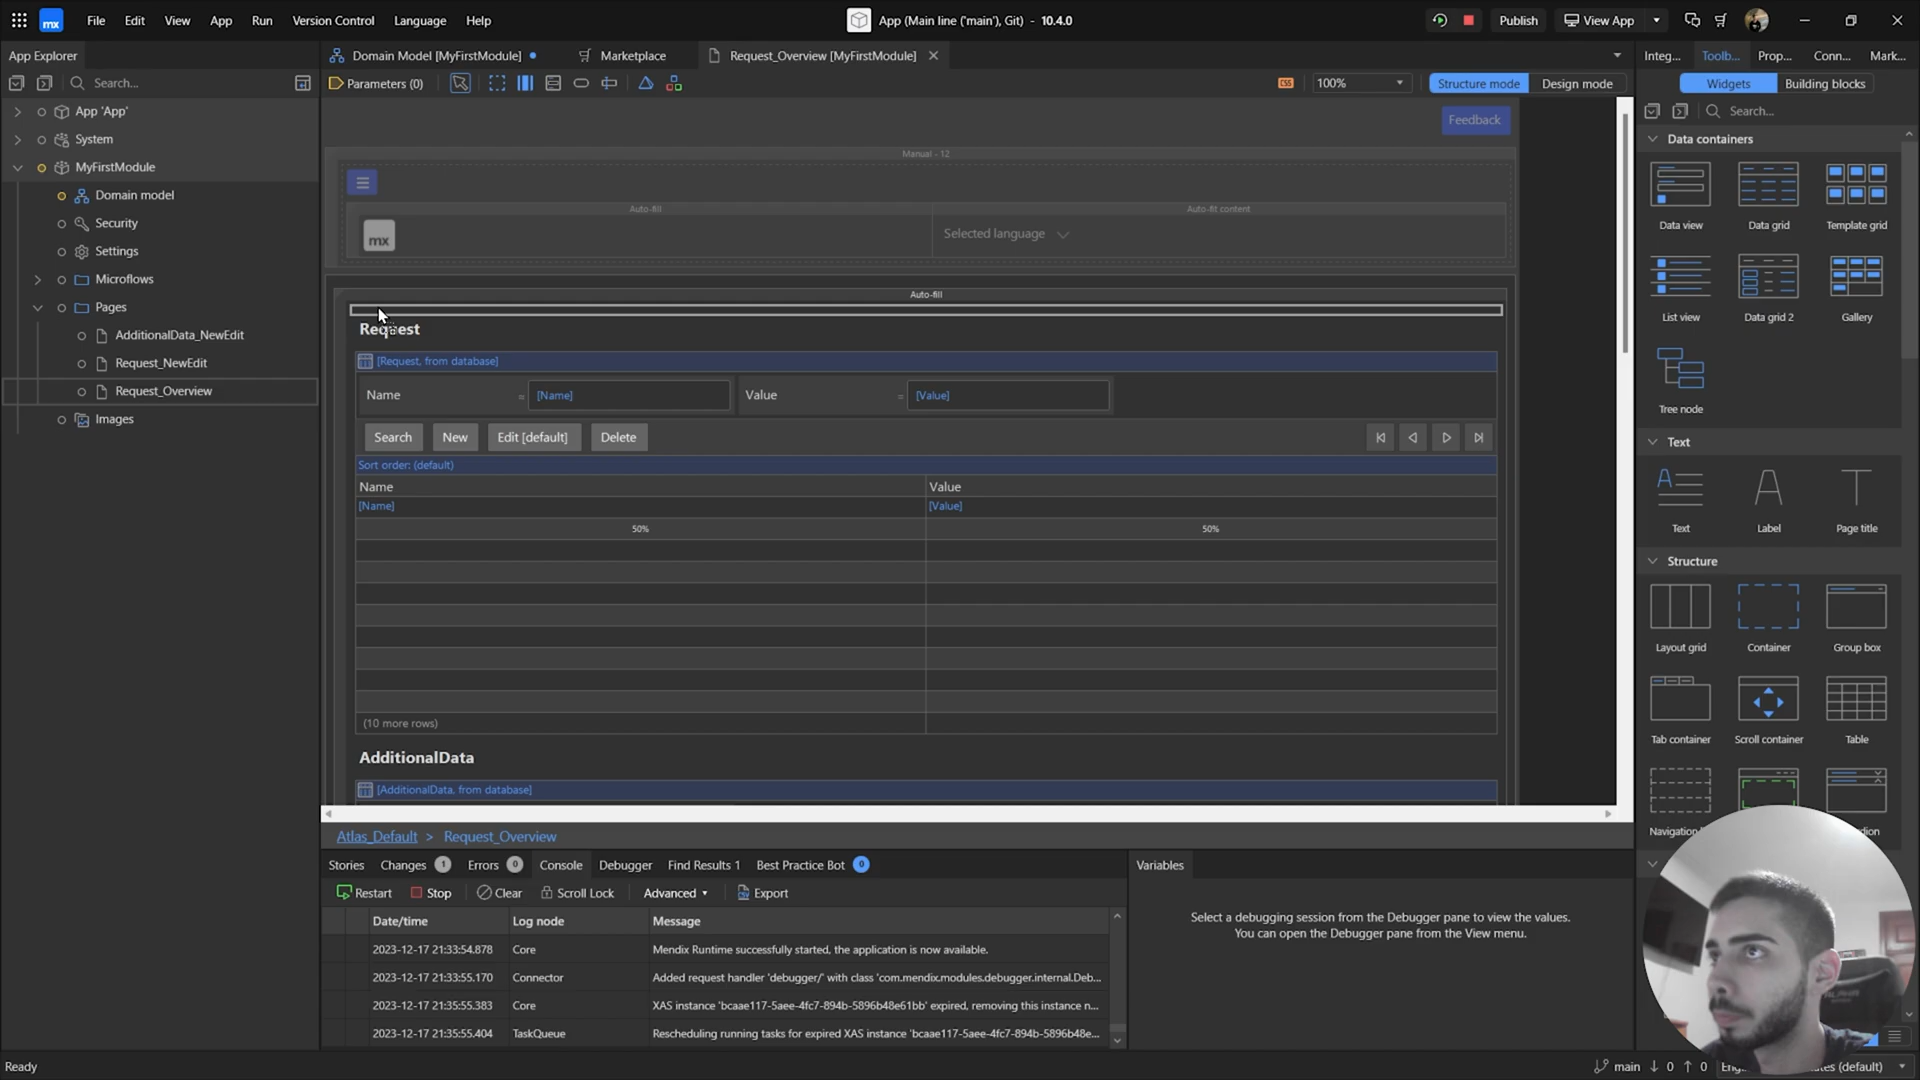 mx File Edit View App Run Version Control Language Help
App (Main line ('main'), Git) - 10.4.0
Publish View App
App Explorer
Domain Model [MyFirstModule] Marketplace Request_Overview [MyFirstModule]
Integ... Toolb... Prop... Conn... Mark...
Search...
Parameters (0)
CSS 100% Structure mode Design mode
Widgets Building blocks
Search...
App 'App'
System
MyFirstModule
Domain model
Security
Settings
Microflows
Pages
AdditionalData_NewEdit
Request_NewEdit
Request_Overview
Images
Feedback
Manual - 12
Auto-fill Auto-fit content
mx Selected language
Auto-fill
Request
[Request, from database]
Name = [Name] Value = [Value]
Search New Edit [default] Delete
Sort order: (default)
Name Value
[Name] [Value]
50% 50%
(10 more rows)
AdditionalData
[AdditionalData, from database]
Data containers
Data view Data grid Template grid
List view Data grid 2 Gallery
Tree node
Text
Text Label Page title
Structure
Layout grid Container Group box
Tab container Scroll container Table
Navigation
Atlas_Default > Request_Overview
Stories Changes 1 Errors 0 Console Debugger Find Results 1 Best Practice Bot 0
Restart Stop Clear Scroll Lock Advanced Export
Date/time Log node Message
2023-12-17 21:33:54.878 Core Mendix Runtime successfully started, the application is now available.
2023-12-17 21:33:55.170 Connector Added request handler 'debugger/' with class 'com.mendix.modules.debugger.internal.Deb...
2023-12-17 21:35:55.383 Core XAS instance 'bcaae117-5aee-4fc7-894b-5896b48e61bb' expired, removing this instance n...
2023-12-17 21:35:55.404 TaskQueue Rescheduling running tasks for expired XAS instance 'bcaae117-5aee-4fc7-894b-5896b48e...
Variables
Select a debugging session from the Debugger pane to view the values.
You can open the Debugger pane from the View menu.
Ready
main 0 0 (default)